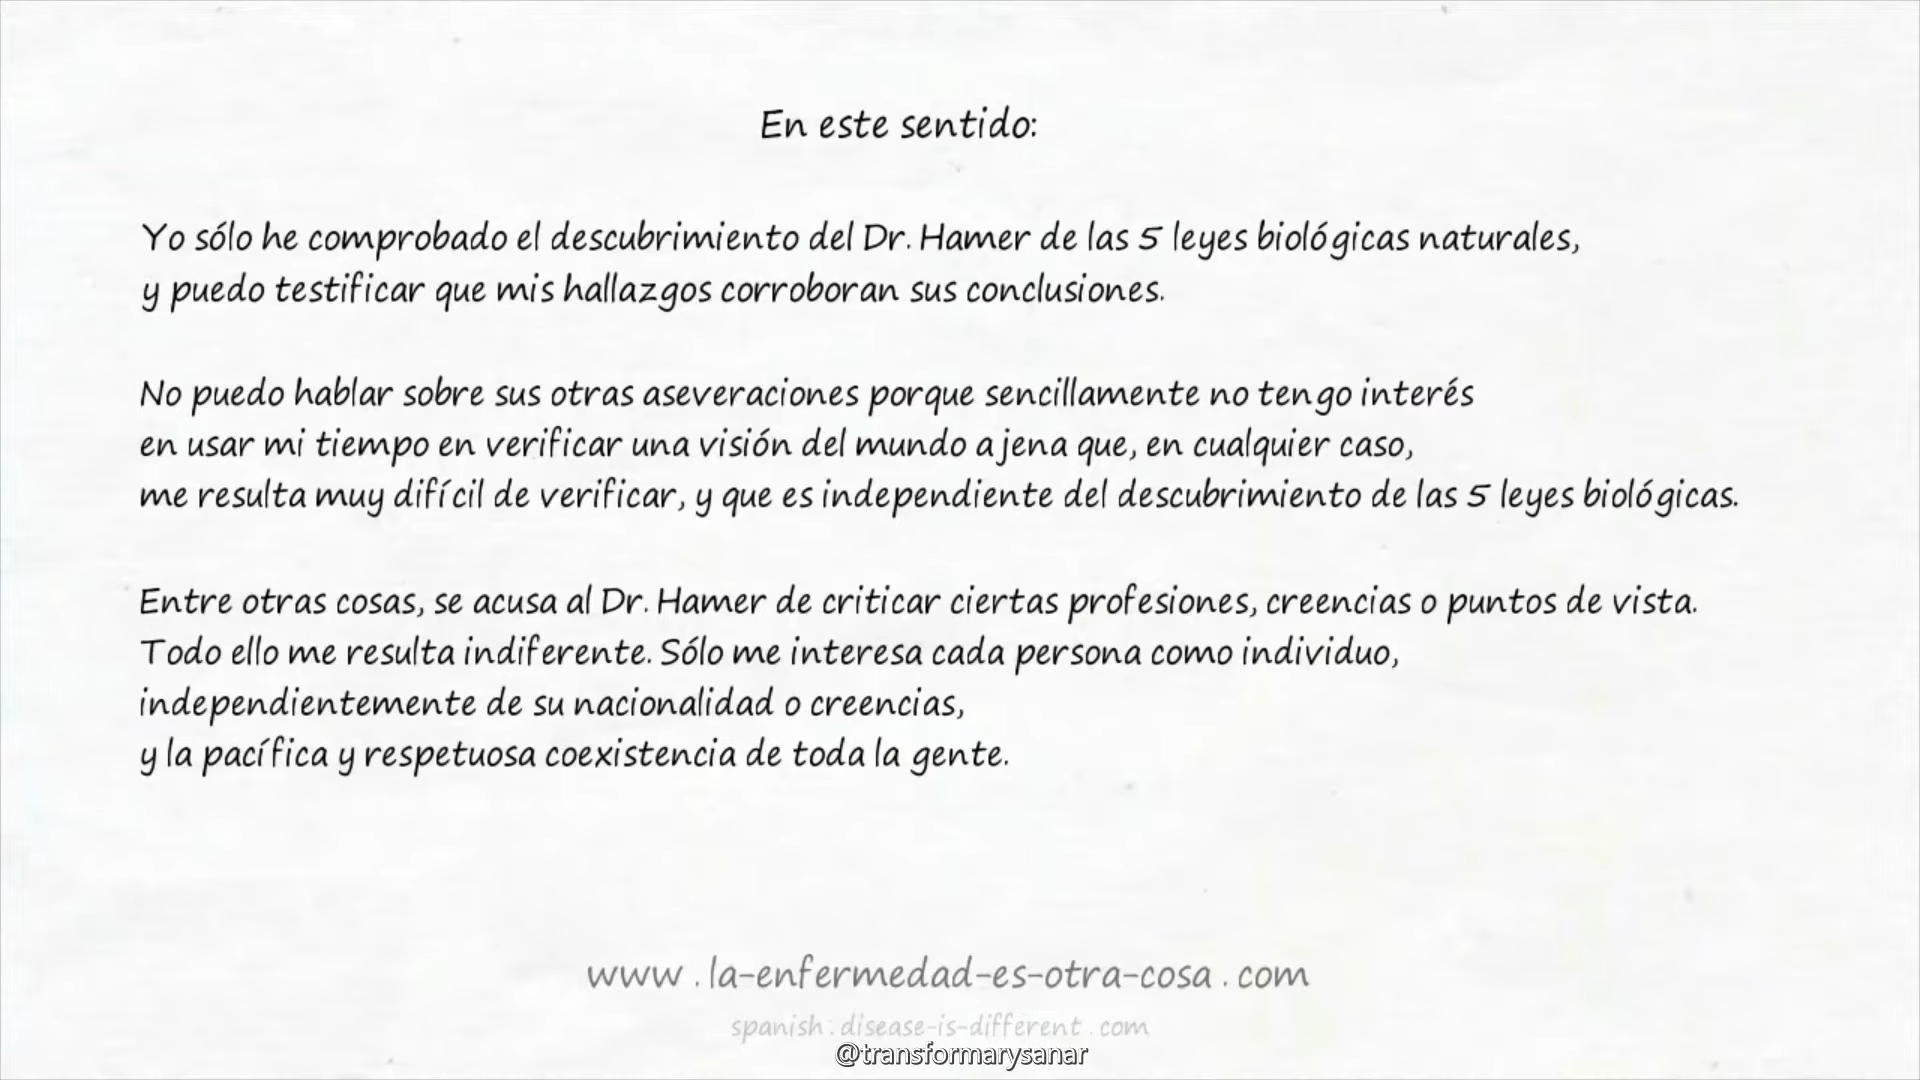 En este sentido:
Yo sólo he comprobado el descubrimiento del Dr. Hamer de las 5 leyes biológicas naturales,
y puedo testificar que mis hallazgos corroboran sus conclusiones.
No puedo hablar sobre sus otras aseveraciones porque sencillamente no tengo interés
en usar mi tiempo en verificar una visión del mundo ajena que, en cualquier caso,
me resulta muy difícil de verificar, y que es independiente del descubrimiento de las 5 leyes biológicas.
Entre otras cosas, se acusa al Dr. Hamer de criticar ciertas profesiones, creencias o puntos de vista.
Todo ello me resulta indiferente. Sólo me interesa cada persona como individuo,
independientemente de su nacionalidad o creencias,
y la pacífica y respetuosa coexistencia de toda la gente.
www . la-enfermedad-es-otra-cosa . com
spanish . disease-is-different . com
@transformarysanar